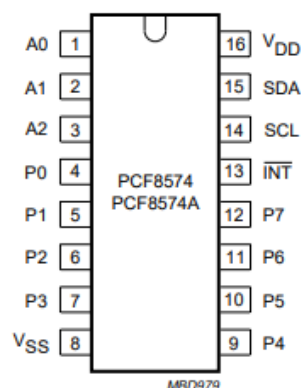 A0 1 16 VDD
A1 2 15 SDA
A2 3 14 SCL
P0 4 13 INT
PCF8574
PCF8574A
P1 5 12 P7
P2 6 11 P6
P3 7 10 P5
VSS 8 9 P4
MBD979